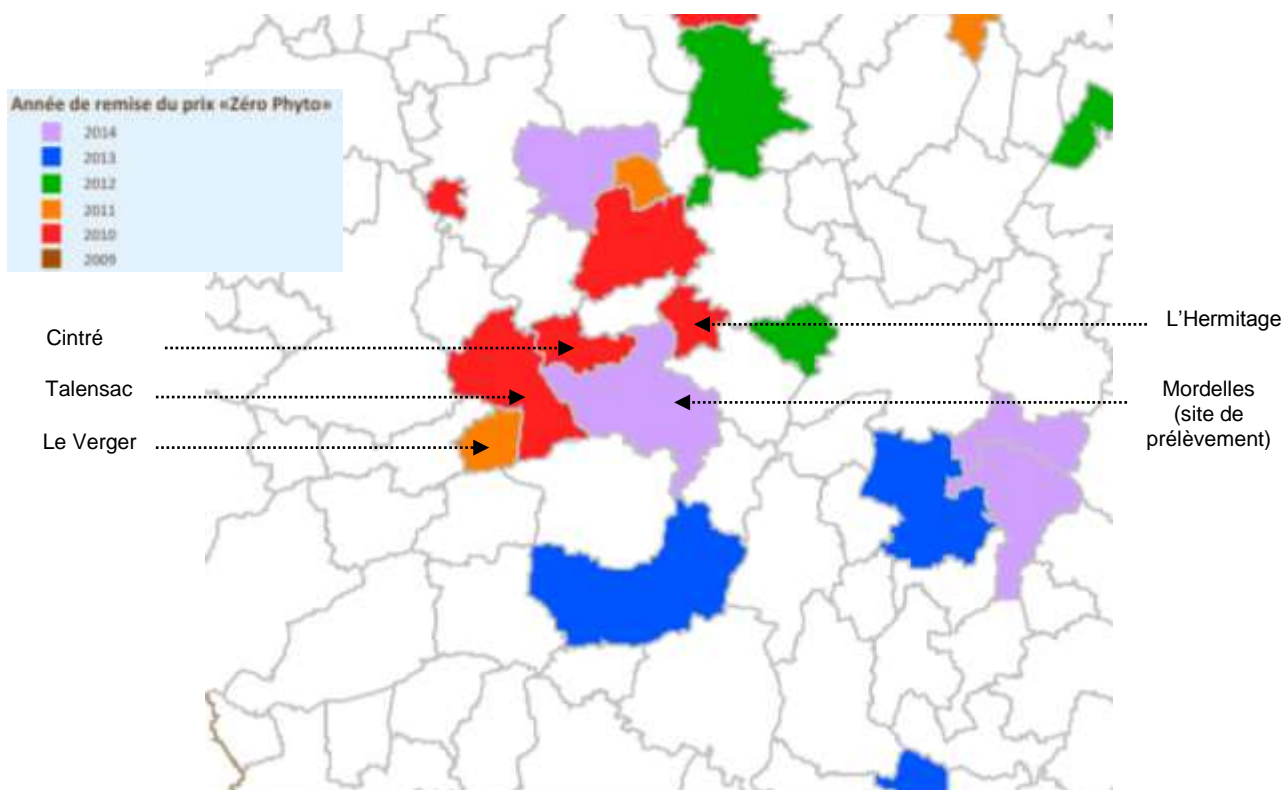 Année de remise du prix «Zéro Phyto»
2014
2013
2012
2011
2010
2009
Cintré
Talensac
Le Verger
L'Hermitage
Mordelles
(site de
prélèvement)